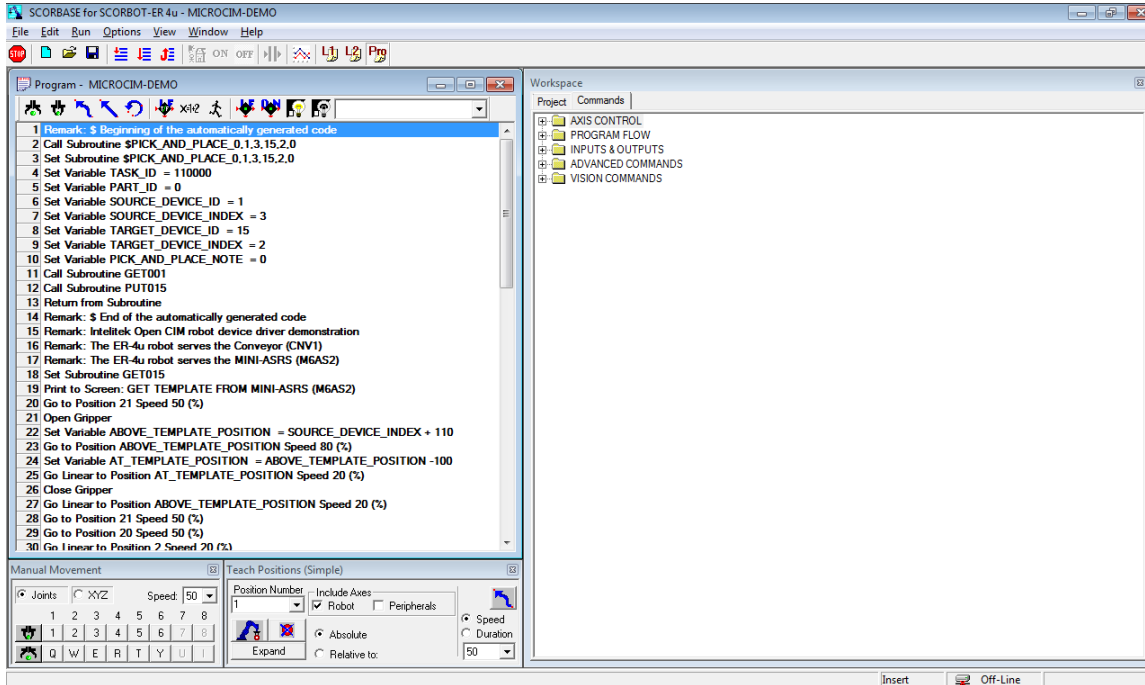 SCORBASE for SCORBOT-ER 4u - MICROCIM-DEMO
File Edit Run Options View Window Help
STOP ON OFF L1 L2 Prg
Program - MICROCIM-DEMO
1 Remark: $ Beginning of the automatically generated code
2 Call Subroutine $PICK_AND_PLACE_0,1,3,15,2,0
3 Set Subroutine $PICK_AND_PLACE_0,1,3,15,2,0
4 Set Variable TASK_ID = 110000
5 Set Variable PART_ID = 0
6 Set Variable SOURCE_DEVICE_ID = 1
7 Set Variable SOURCE_DEVICE_INDEX = 3
8 Set Variable TARGET_DEVICE_ID = 15
9 Set Variable TARGET_DEVICE_INDEX = 2
10 Set Variable PICK_AND_PLACE_NOTE = 0
11 Call Subroutine GET001
12 Call Subroutine PUT015
13 Return from Subroutine
14 Remark: $ End of the automatically generated code
15 Remark: Intelitek Open CIM robot device driver demonstration
16 Remark: The ER-4u robot serves the Conveyor (CNV1)
17 Remark: The ER-4u robot serves the MINI-ASRS (M6AS2)
18 Set Subroutine GET015
19 Print to Screen: GET TEMPLATE FROM MINI-ASRS (M6AS2)
20 Go to Position 21 Speed 50 (%)
21 Open Gripper
22 Set Variable ABOVE_TEMPLATE_POSITION = SOURCE_DEVICE_INDEX + 110
23 Go to Position ABOVE_TEMPLATE_POSITION Speed 80 (%)
24 Set Variable AT_TEMPLATE_POSITION = ABOVE_TEMPLATE_POSITION -100
25 Go Linear to Position AT_TEMPLATE_POSITION Speed 20 (%)
26 Close Gripper
27 Go Linear to Position ABOVE_TEMPLATE_POSITION Speed 20 (%)
28 Go to Position 21 Speed 50 (%)
29 Go to Position 20 Speed 50 (%)
30 Go Linear to Position 2 Speed 20 (%)
Workspace
Project Commands
AXIS CONTROL
PROGRAM FLOW
INPUTS & OUTPUTS
ADVANCED COMMANDS
VISION COMMANDS
Manual Movement
Joints XYZ Speed: 50
1 2 3 4 5 6 7 8
1 2 3 4 5 6 7 8
Q W E R T Y U I
Teach Positions (Simple)
Position Number
1
Include Axes
Robot Peripherals
Absolute
Expand
Relative to:
Speed
Duration
50
Insert Off-Line